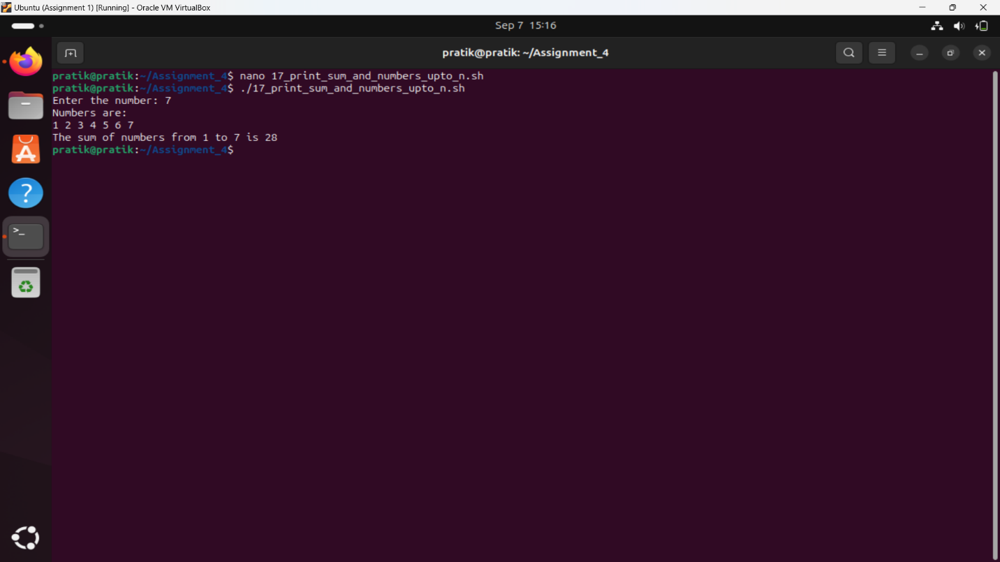 Ubuntu (Assignment 1) [Running] - Oracle VM VirtualBox
Sep 7 15:16
pratik@pratik: ~/Assignment_4
pratik@pratik:~/Assignment_4$ nano 17_print_sum_and_numbers_upto_n.sh
pratik@pratik:~/Assignment_4$ ./17_print_sum_and_numbers_upto_n.sh
Enter the number: 7
Numbers are:
1 2 3 4 5 6 7
The sum of numbers from 1 to 7 is 28
pratik@pratik:~/Assignment_4$